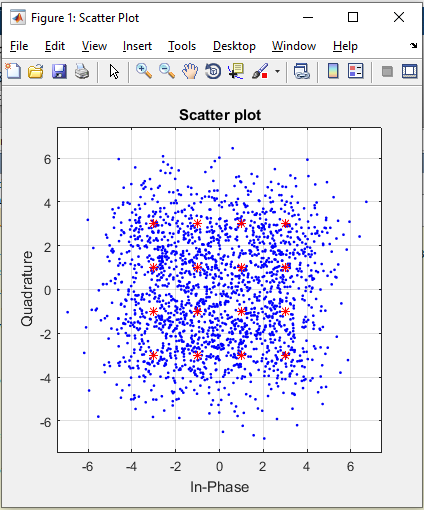 Figure 1: Scatter Plot
File Edit View Insert Tools Desktop Window Help
Scatter plot
6
4
2
0
-2
-4
-6
Quadrature
-6 -4 -2 0 2 4 6
In-Phase